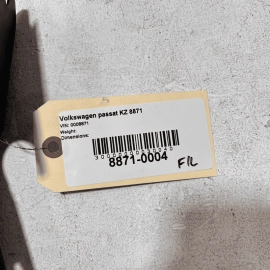 Volkswagen passat KZ 8871
VIN: 0008871
Weight:
Dimensions:
8871-0004
F/L